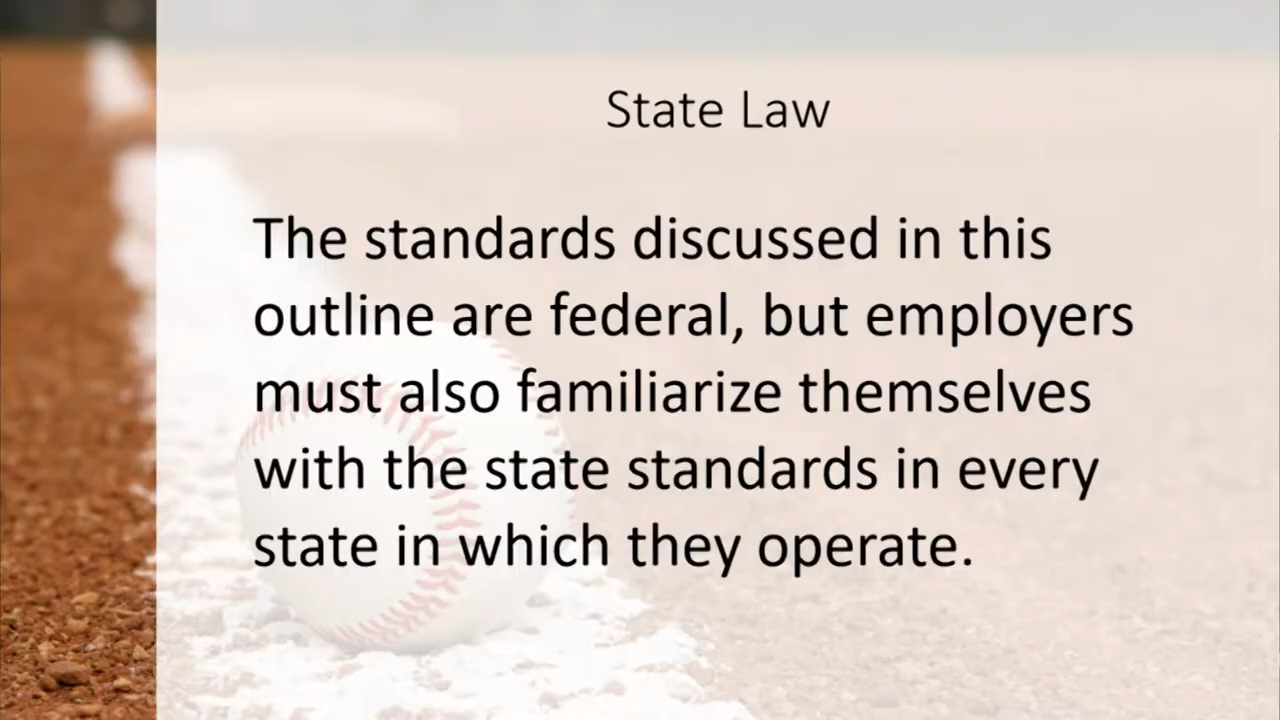 State Law
The standards discussed in this
outline are federal, but employers
must also familiarize themselves
with the state standards in every
state in which they operate.